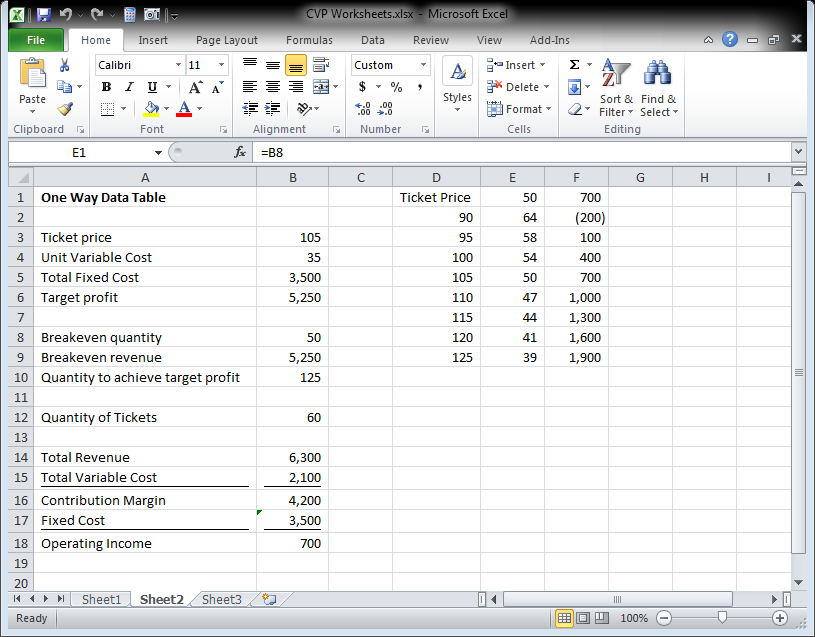 CVP Worksheets.xlsx - Microsoft Excel
File Home Insert Page Layout Formulas Data Review View Add-Ins
Calibri 11 Custom Insert Σ
Paste B I U A A $ % , Styles Delete Sort & Filter Find & Select
A Format
Clipboard Font Alignment Number Cells Editing
E1 fx =B8
A B C D E F G H I
1 One Way Data Table Ticket Price 50 700
2 90 64 (200)
3 Ticket price 105 95 58 100
4 Unit Variable Cost 35 100 54 400
5 Total Fixed Cost 3,500 105 50 700
6 Target profit 5,250 110 47 1,000
7 115 44 1,300
8 Breakeven quantity 50 120 41 1,600
9 Breakeven revenue 5,250 125 39 1,900
10 Quantity to achieve target profit 125
11
12 Quantity of Tickets 60
13
14 Total Revenue 6,300
15 Total Variable Cost 2,100
16 Contribution Margin 4,200
17 Fixed Cost 3,500
18 Operating Income 700
19
20
Sheet1 Sheet2 Sheet3
Ready 100%